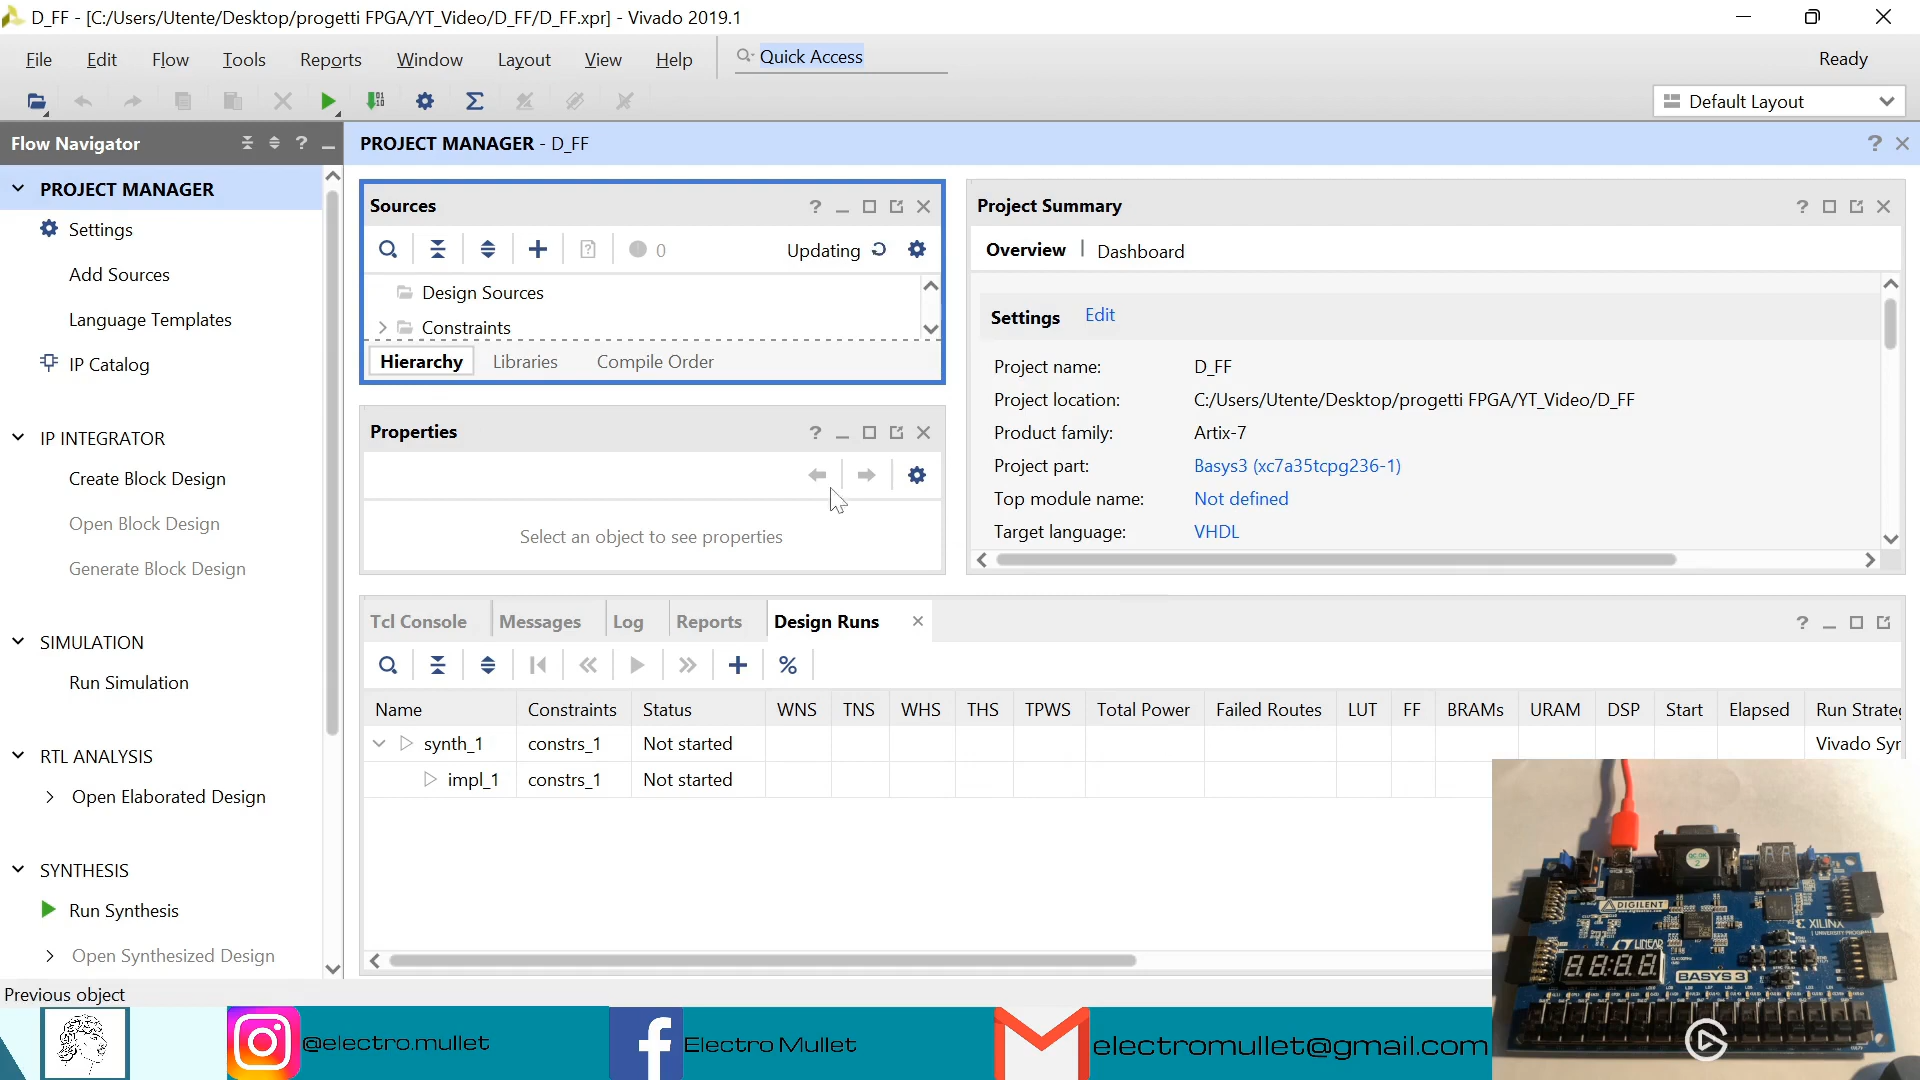 D_FF - [C:/Users/Utente/Desktop/progetti FPGA/YT_Video/D_FF/D_FF.xpr] - Vivado 2019.1
File Edit Flow Tools Reports Window Layout View Help Quick Access Ready
Default Layout
Flow Navigator
PROJECT MANAGER - D_FF
PROJECT MANAGER
Settings
Add Sources
Language Templates
IP Catalog
IP INTEGRATOR
Create Block Design
Open Block Design
Generate Block Design
SIMULATION
Run Simulation
RTL ANALYSIS
Open Elaborated Design
SYNTHESIS
Run Synthesis
Open Synthesized Design
Sources
0 Updating
Design Sources
Constraints
Hierarchy Libraries Compile Order
Properties
Select an object to see properties
Project Summary
Overview | Dashboard
Settings Edit
Project name: D_FF
Project location: C:/Users/Utente/Desktop/progetti FPGA/YT_Video/D_FF
Product family: Artix-7
Project part: Basys3 (xc7a35tcpg236-1)
Top module name: Not defined
Target language: VHDL
Tcl Console Messages Log Reports Design Runs
Name Constraints Status WNS TNS WHS THS TPWS Total Power Failed Routes LUT FF BRAMs URAM DSP Start Elapsed Run Strate
synth_1 constrs_1 Not started Vivado Syn
impl_1 constrs_1 Not started
DIGILENT
XILINX
UNIVERSITY PROGRAM
LINEAR
BASYS 3
Previous object
@electro.mullet
Electro Mullet
electromullet@gmail.com